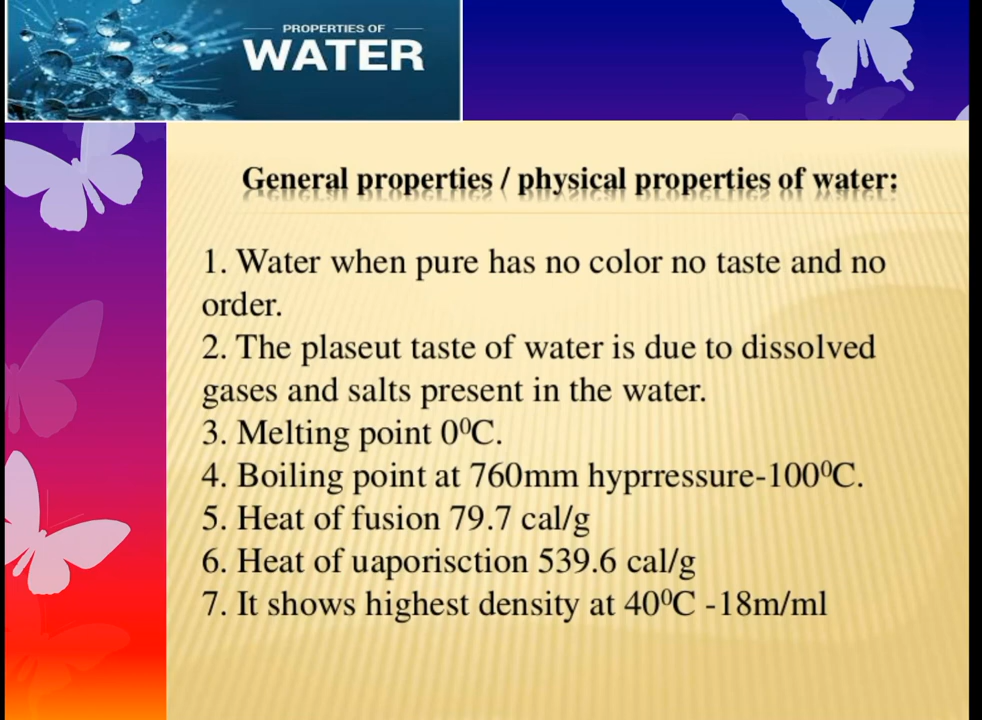 PROPERTIES OF
WATER
General properties / physical properties of water:
1. Water when pure has no color no taste and no
order.
2. The plaseut taste of water is due to dissolved
gases and salts present in the water.
3. Melting point 0⁰C.
4. Boiling point at 760mm hyprressure-100⁰C.
5. Heat of fusion 79.7 cal/g
6. Heat of uaporisction 539.6 cal/g
7. It shows highest density at 40⁰C -18m/ml